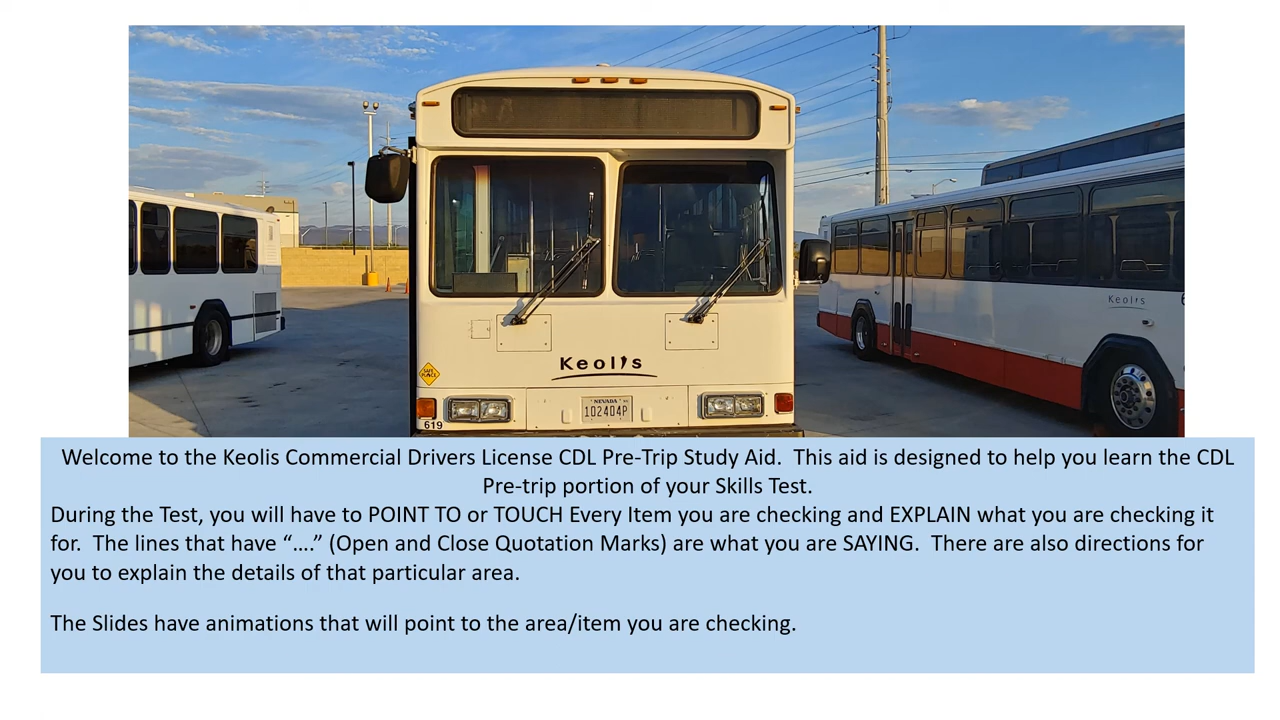 Keolis
Keolis
SAFE PLACE
NEVADA
102404P
619
Welcome to the Keolis Commercial Drivers License CDL Pre-Trip Study Aid.  This aid is designed to help you learn the CDL
Pre-trip portion of your Skills Test.
During the Test, you will have to POINT TO or TOUCH Every Item you are checking and EXPLAIN what you are checking it
for.  The lines that have “….” (Open and Close Quotation Marks) are what you are SAYING.  There are also directions for
you to explain the details of that particular area.
The Slides have animations that will point to the area/item you are checking.